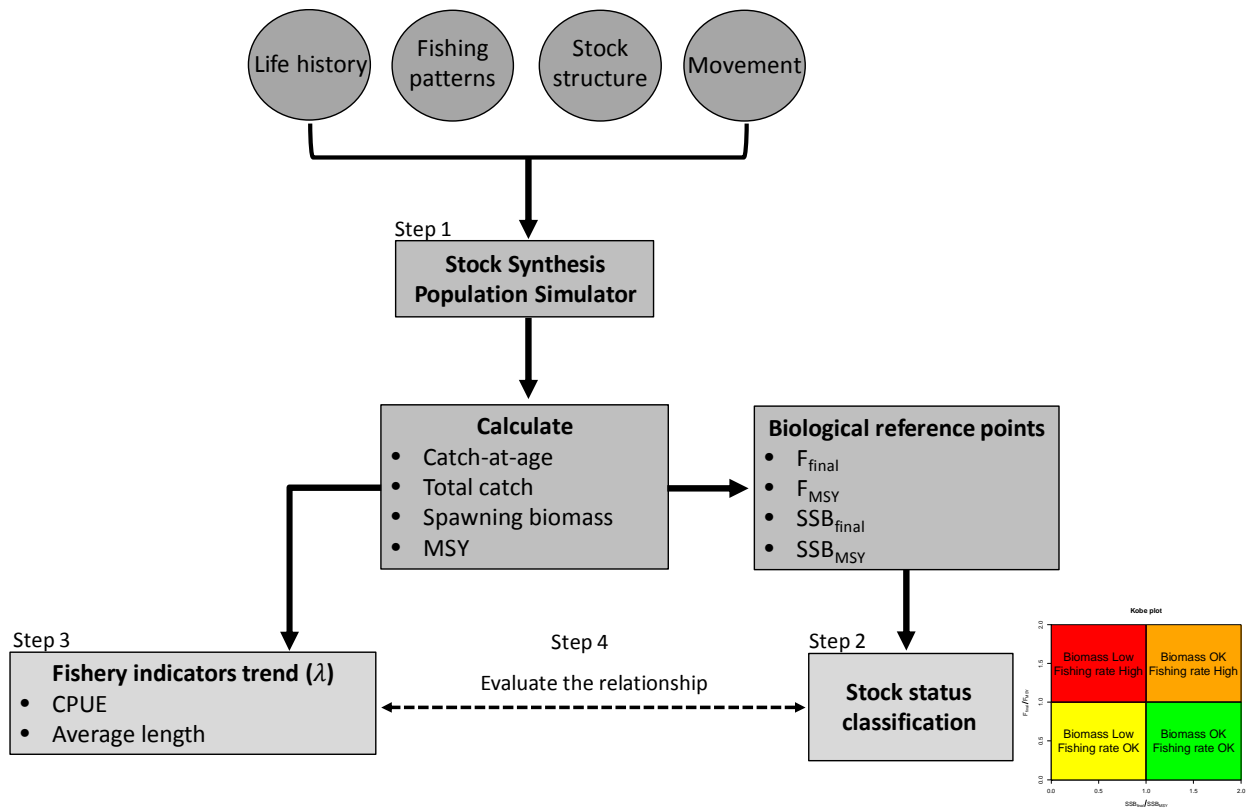 Life history
Fishing
patterns
Stock
structure
Movement
Step 1
Stock Synthesis
Population Simulator
Calculate
• Catch-at-age
• Total catch
• Spawning biomass
• MSY
Biological reference points
• Ffinal
• FMSY
• SSBfinal
• SSBMSY
Step 3
Fishery indicators trend (λ)
• CPUE
• Average length
Step 4
Evaluate the relationship
Step 2
Stock status
classification
Kobe plot
2.0
1.5
1.0
0.5
0.0
Ffinal/FMSY
Biomass Low
Fishing rate High
Biomass OK
Fishing rate High
Biomass Low
Fishing rate OK
Biomass OK
Fishing rate OK
0.0 0.5 1.0 1.5 2.0
SSBfinal/SSBMSY